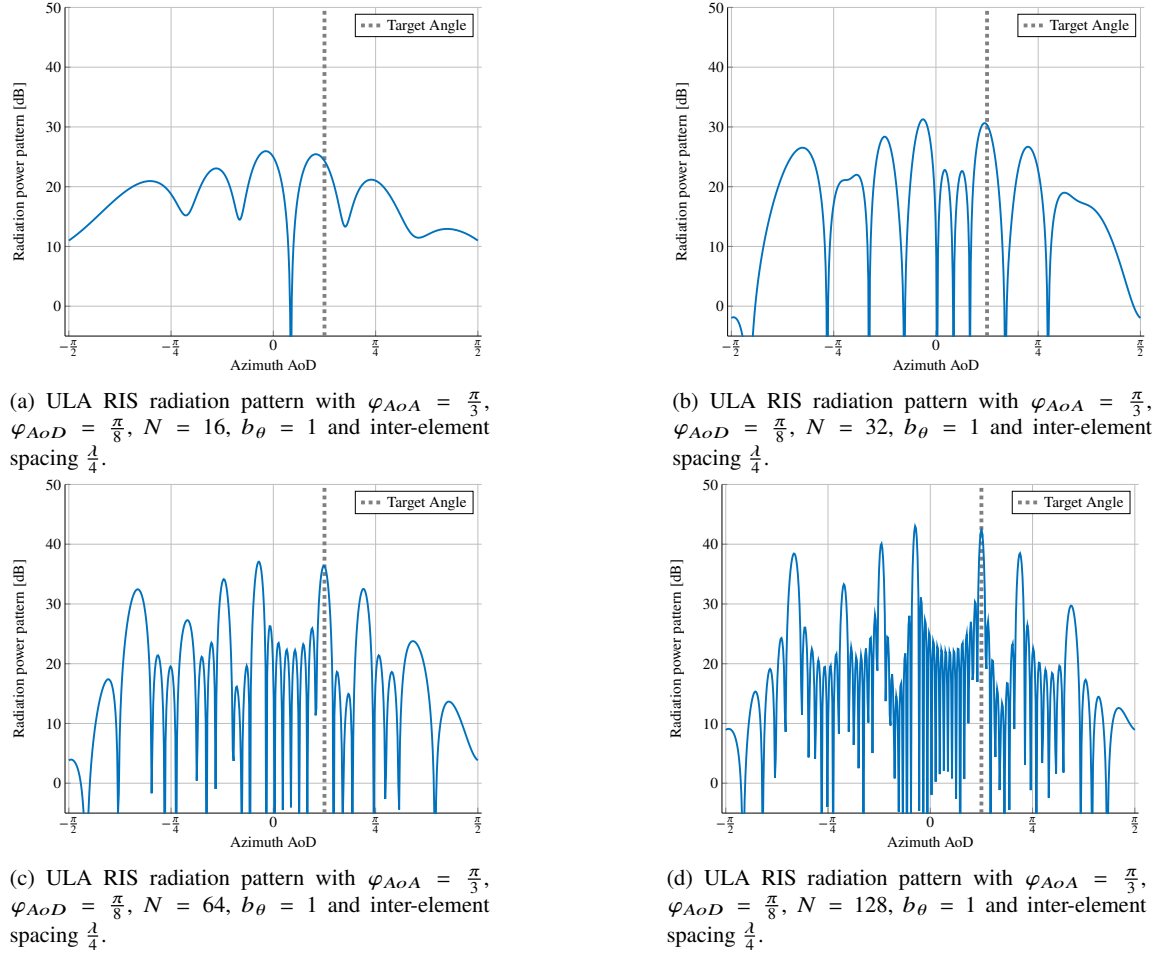 50
40
30
20
10
0
Radiation power pattern [dB]
Target Angle
−π/2 −π/4 0 π/4 π/2
Azimuth AoD
(a) ULA RIS radiation pattern with φAoA = π/3,
φAoD = π/8, N = 16, bθ = 1 and inter-element
spacing λ/4.
50
40
30
20
10
0
Radiation power pattern [dB]
Target Angle
−π/2 −π/4 0 π/4 π/2
Azimuth AoD
(b) ULA RIS radiation pattern with φAoA = π/3,
φAoD = π/8, N = 32, bθ = 1 and inter-element
spacing λ/4.
50
40
30
20
10
0
Radiation power pattern [dB]
Target Angle
−π/2 −π/4 0 π/4 π/2
Azimuth AoD
(c) ULA RIS radiation pattern with φAoA = π/3,
φAoD = π/8, N = 64, bθ = 1 and inter-element
spacing λ/4.
50
40
30
20
10
0
Radiation power pattern [dB]
Target Angle
−π/2 −π/4 0 π/4 π/2
Azimuth AoD
(d) ULA RIS radiation pattern with φAoA = π/3,
φAoD = π/8, N = 128, bθ = 1 and inter-element
spacing λ/4.